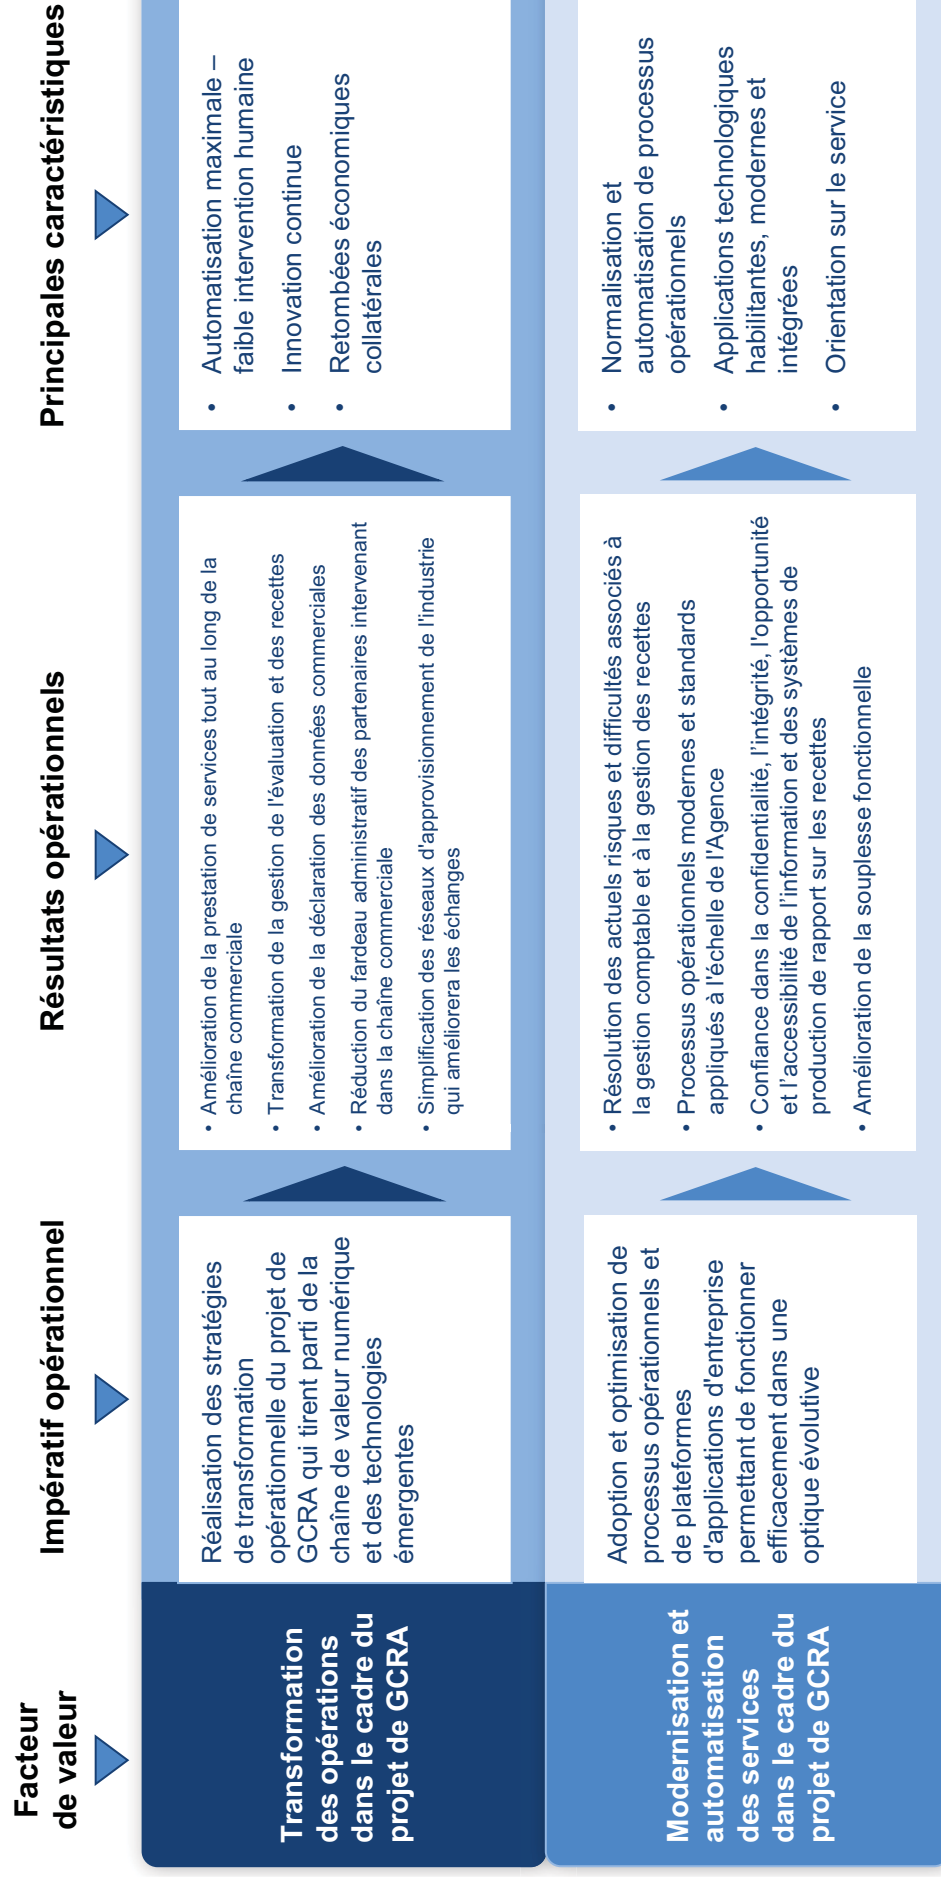 Facteur
de valeur
Impératif opérationnel
Résultats opérationnels
Principales caractéristiques
Transformation
des opérations
dans le cadre du
projet de GCRA
Réalisation des stratégies
de transformation
opérationnelle du projet de
GCRA qui tirent parti de la
chaîne de valeur numérique
et des technologies
émergentes
• Amélioration de la prestation de services tout au long de la
chaîne commerciale
• Transformation de la gestion de l'évaluation et des recettes
• Amélioration de la déclaration des données commerciales
• Réduction du fardeau administratif des partenaires intervenant
dans la chaîne commerciale
• Simplification des réseaux d'approvisionnement de l'industrie
qui améliorera les échanges
• Automatisation maximale –
faible intervention humaine
• Innovation continue
• Retombées économiques
collatérales
Modernisation et
automatisation
des services
dans le cadre du
projet de GCRA
Adoption et optimisation de
processus opérationnels et
de plateformes
d'applications d'entreprise
permettant de fonctionner
efficacement dans une
optique évolutive
• Résolution des actuels risques et difficultés associés à
la gestion comptable et à la gestion des recettes
• Processus opérationnels modernes et standards
appliqués à l'échelle de l'Agence
• Confiance dans la confidentialité, l'intégrité, l'opportunité
et l'accessibilité de l'information et des systèmes de
production de rapport sur les recettes
• Amélioration de la souplesse fonctionnelle
• Normalisation et
automatisation de processus
opérationnels
• Applications technologiques
habilitantes, modernes et
intégrées
• Orientation sur le service